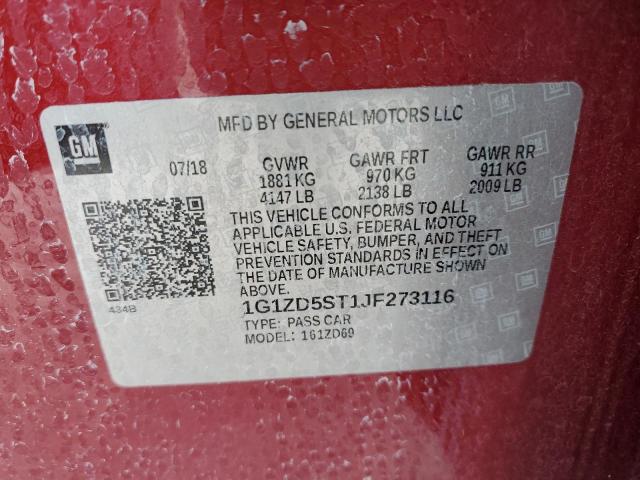 MFD BY GENERAL MOTORS LLC
GM
07/18 GVWR GAWR FRT GAWR RR
1881 KG 970 KG 911 KG
4147 LB 2138 LB 2009 LB
THIS VEHICLE CONFORMS TO ALL
APPLICABLE U.S. FEDERAL MOTOR
VEHICLE SAFETY, BUMPER, AND THEFT
PREVENTION STANDARDS IN EFFECT ON
THE DATE OF MANUFACTURE SHOWN
ABOVE.
434B
1G1ZD5ST1JF273116
TYPE: PASS CAR
MODEL: 1G1ZD69